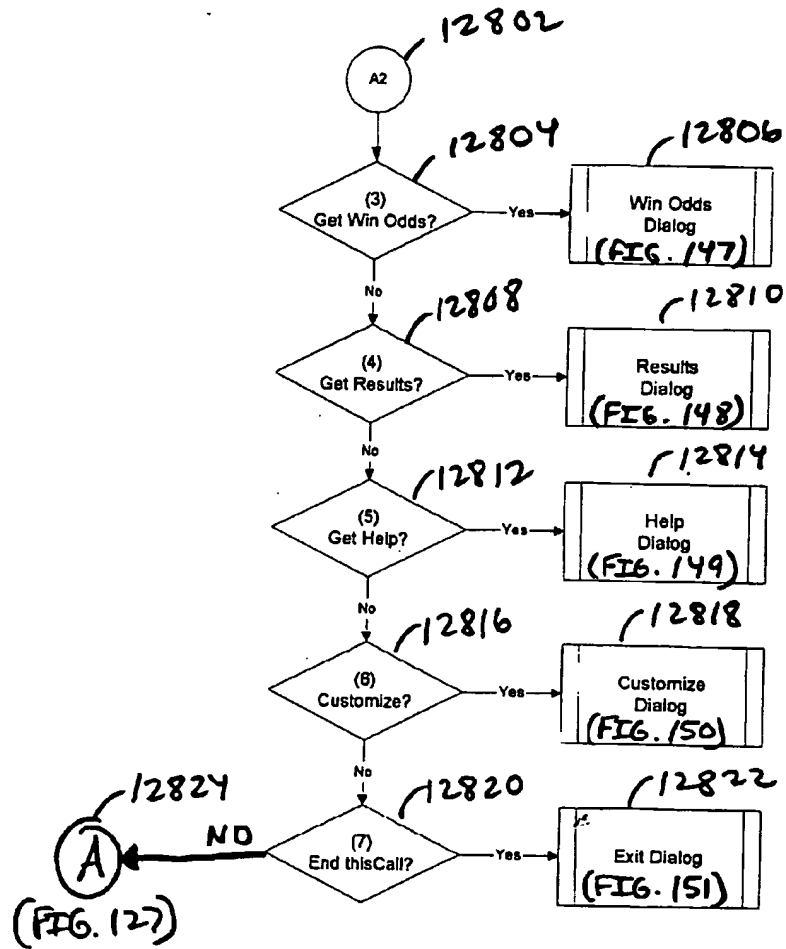 12802
A2
12804
12806
(3)
Get Win Odds?
Yes
Win Odds
Dialog
(FIG. 147)
No
12808
12810
(4)
Get Results?
Yes
Results
Dialog
(FIG. 148)
No
12812
12814
(5)
Get Help?
Yes
Help
Dialog
(FIG. 149)
No
12816
12818
(6)
Customize?
Yes
Customize
Dialog
(FIG. 150)
No
12824
12820
12822
A
NO
(7)
End thisCall?
Yes
Exit Dialog
(FIG. 151)
(FIG. 127)